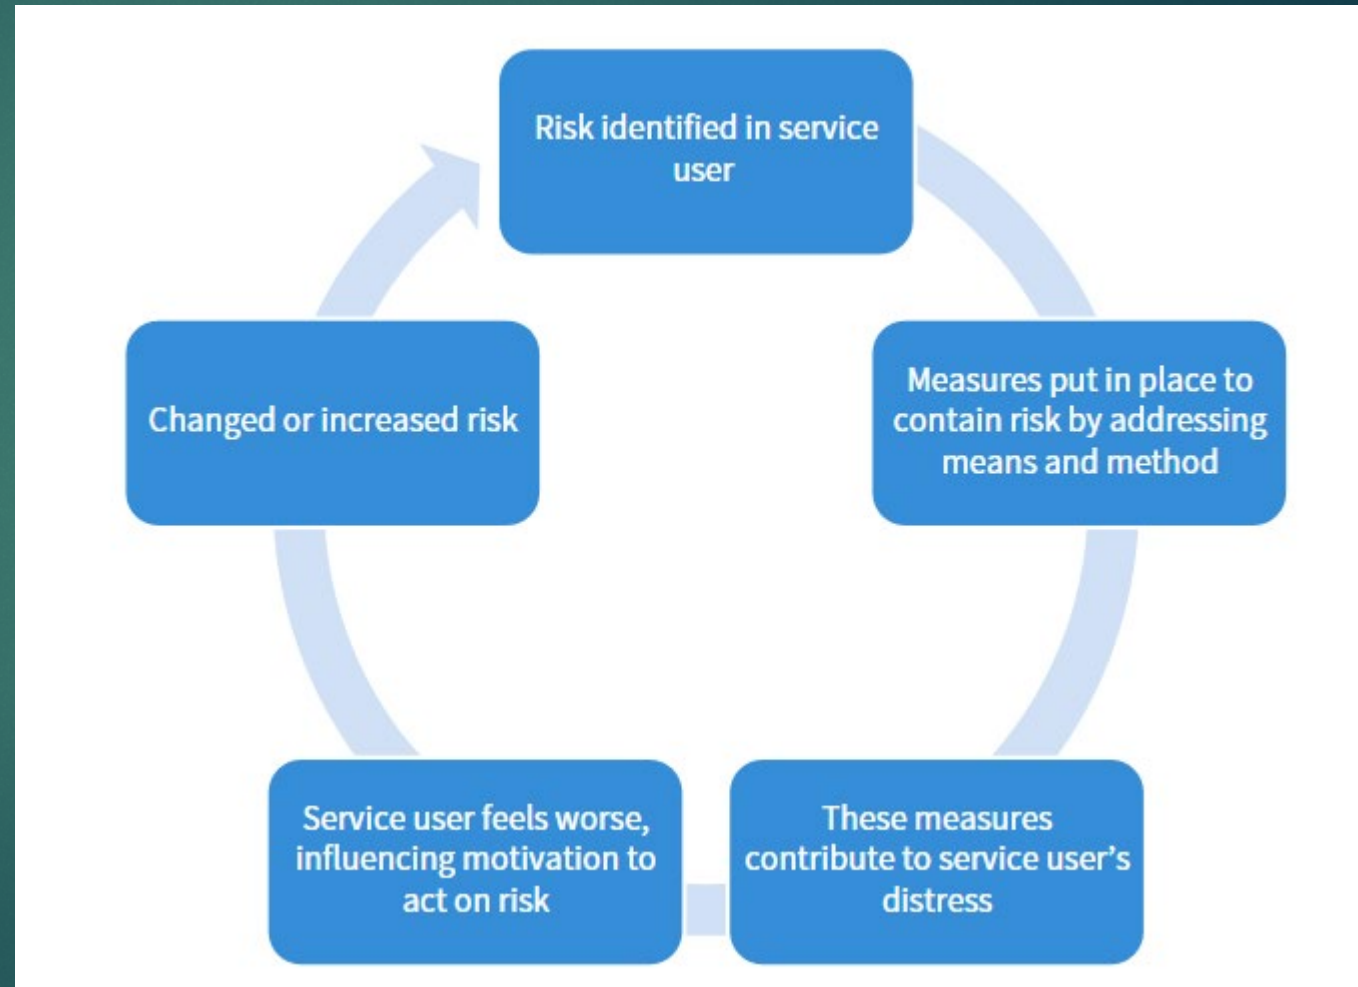 Risk identified in service
user
Measures put in place to
contain risk by addressing
means and method
These measures
contribute to service user’s
distress
Service user feels worse,
influencing motivation to
act on risk
Changed or increased risk